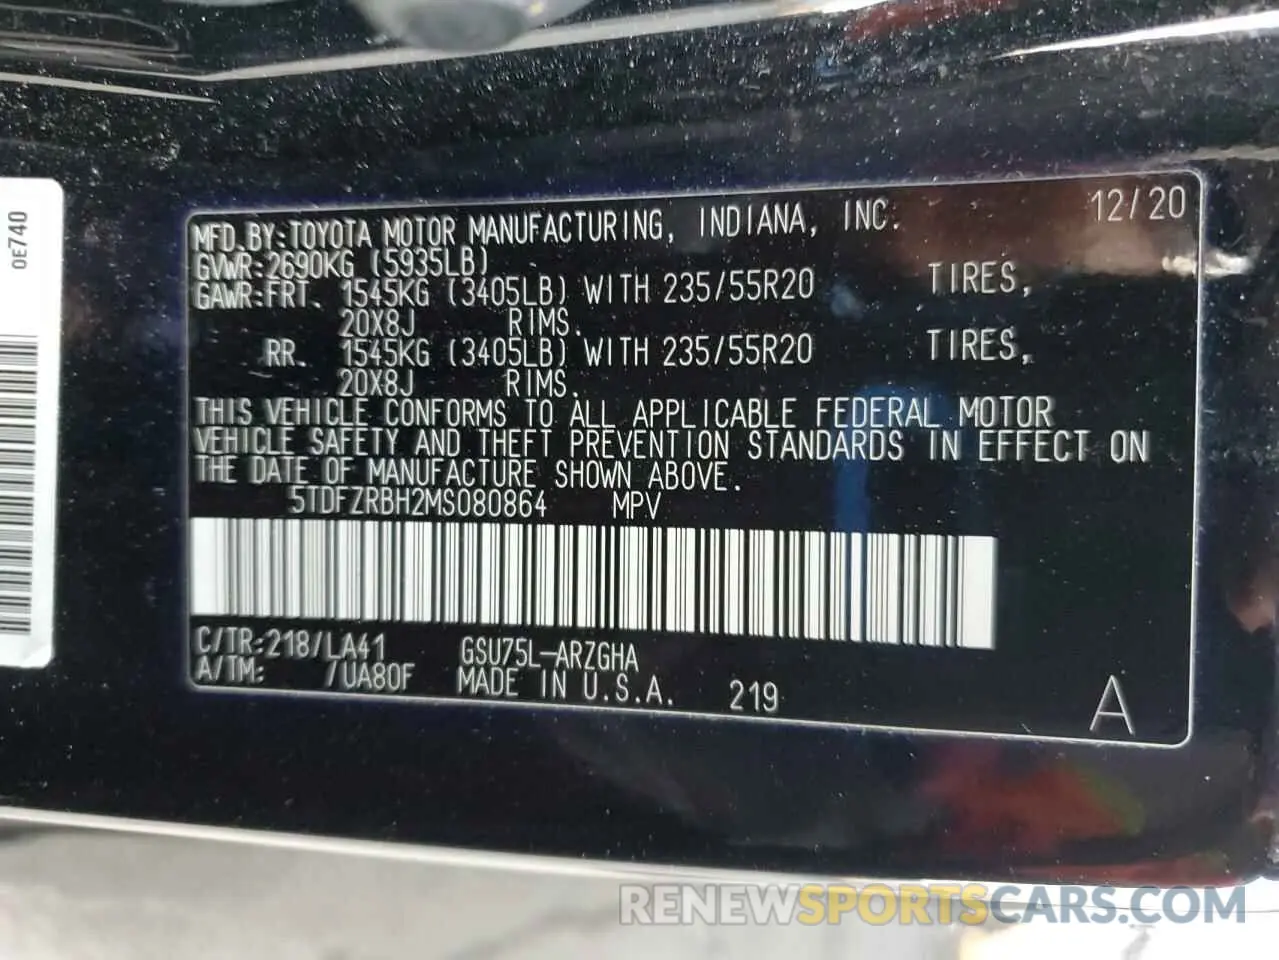 0E740
MFD.BY:TOYOTA MOTOR MANUFACTURING, INDIANA, INC. 12/20
GVWR:2690KG (5935LB)
GAWR:FRT. 1545KG (3405LB) WITH 235/55R20 TIRES,
20X8J RIMS.
RR. 1545KG (3405LB) WITH 235/55R20 TIRES,
20X8J RIMS.
THIS VEHICLE CONFORMS TO ALL APPLICABLE FEDERAL MOTOR
VEHICLE SAFETY AND THEFT PREVENTION STANDARDS IN EFFECT ON
THE DATE OF MANUFACTURE SHOWN ABOVE.
5TDFZRBH2MS080864 MPV
C/TR:218/LA41 GSU75L-ARZGHA
A/TM: /UA80F MADE IN U.S.A. 219 A
RENEWSPORTSCARS.COM